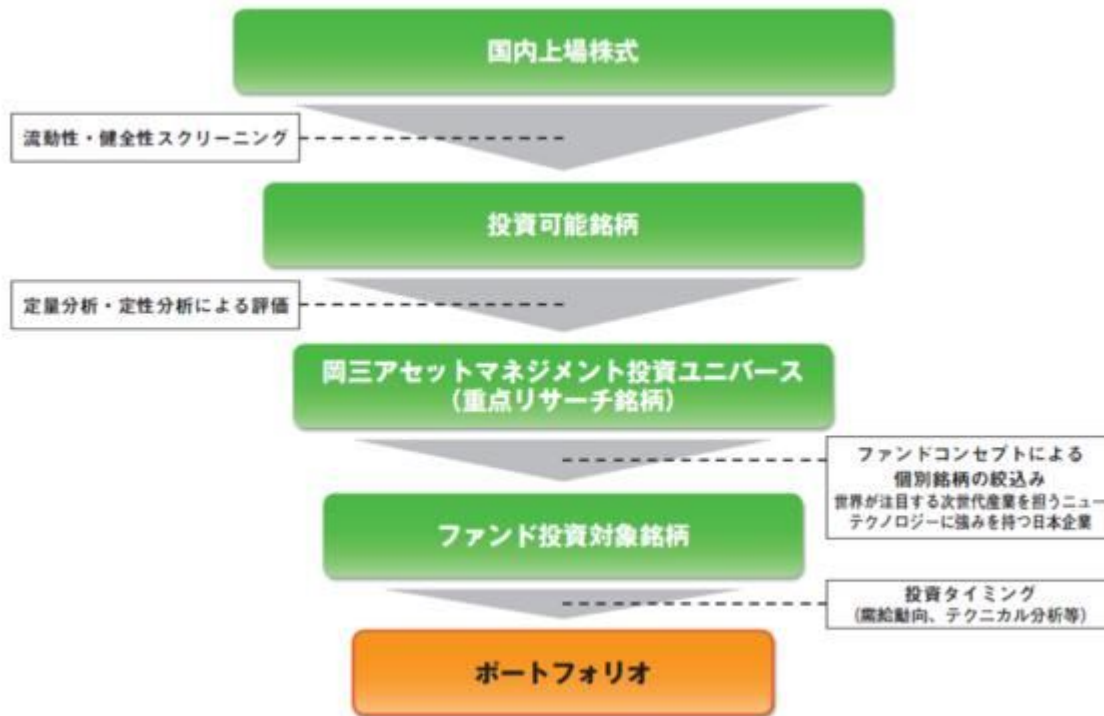 国内上場株式
流動性・健全性スクリーニング
投資可能銘柄
定量分析・定性分析による評価
岡三アセットマネジメント投資ユニバース
（重点リサーチ銘柄）
ファンドコンセプトによる
個別銘柄の絞込み
世界が注目する次世代産業を担うニュー
テクノロジーに強みを持つ日本企業
ファンド投資対象銘柄
投資タイミング
（需給動向、テクニカル分析等）
ポートフォリオ